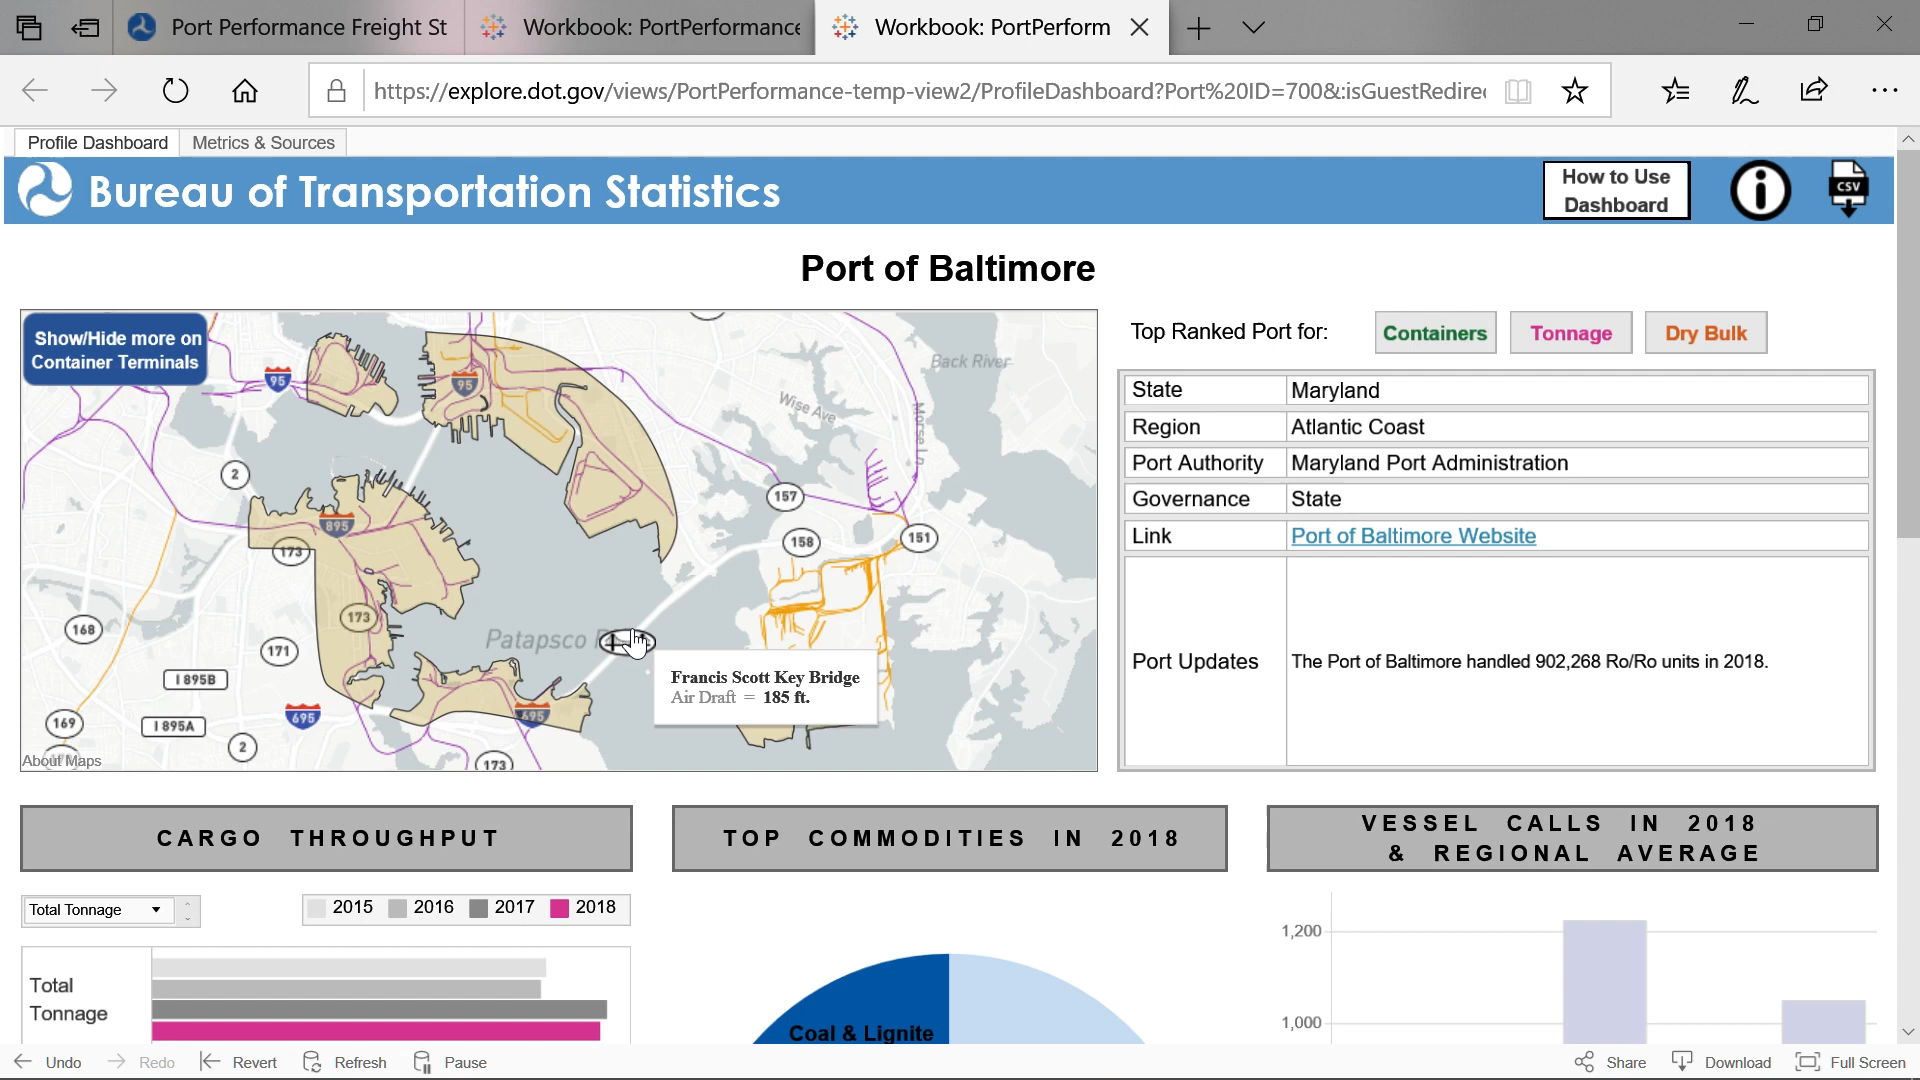 Port Performance Freight St
Workbook: PortPerformance
Workbook: PortPerform
https://explore.dot.gov/views/PortPerformance-temp-view2/ProfileDashboard?Port%20ID=700&:isGuestRedirec
Profile Dashboard
Metrics & Sources
Bureau of Transportation Statistics
How to Use
Dashboard
CSV
Port of Baltimore
Show/Hide more on
Container Terminals
95
95
Back River
Wise Ave
Morse Ln
2
157
895
173
158
151
173
168
171
Patapsco
Francis Scott Key Bridge
Air Draft = 185 ft.
I 895B
169
I 895A
695
695
2
173
About Maps
Top Ranked Port for:
Containers
Tonnage
Dry Bulk
State
Maryland
Region
Atlantic Coast
Port Authority
Maryland Port Administration
Governance
State
Link
Port of Baltimore Website
Port Updates
The Port of Baltimore handled 902,268 Ro/Ro units in 2018.
CARGO THROUGHPUT
TOP COMMODITIES IN 2018
VESSEL CALLS IN 2018
& REGIONAL AVERAGE
Total Tonnage
2015
2016
2017
2018
Total
Tonnage
Coal & Lignite
1,200
1,000
Undo
Redo
Revert
Refresh
Pause
Share
Download
Full Screen